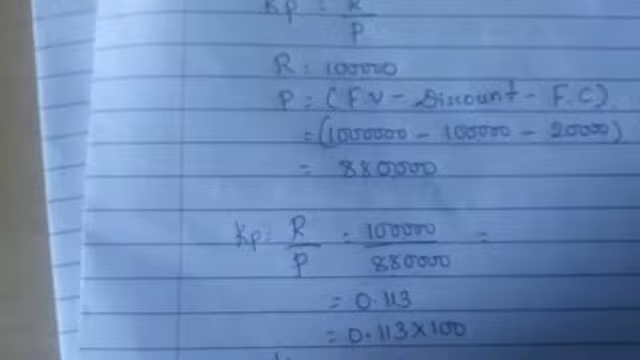 Kp = R
P
R = 100000
P = (F.V - Discount - F.C)
= (1000000 - 100000 - 20000)
= 880000
Kp = R = 100000 =
P 880000
= 0.113
= 0.113 x 100